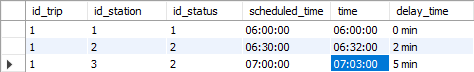 id_trip id_station id_status scheduled_time time delay_time
1 1 1 06:00:00 06:00:00 0 min
1 2 2 06:30:00 06:32:00 2 min
1 3 2 07:00:00 07:03:00 5 min